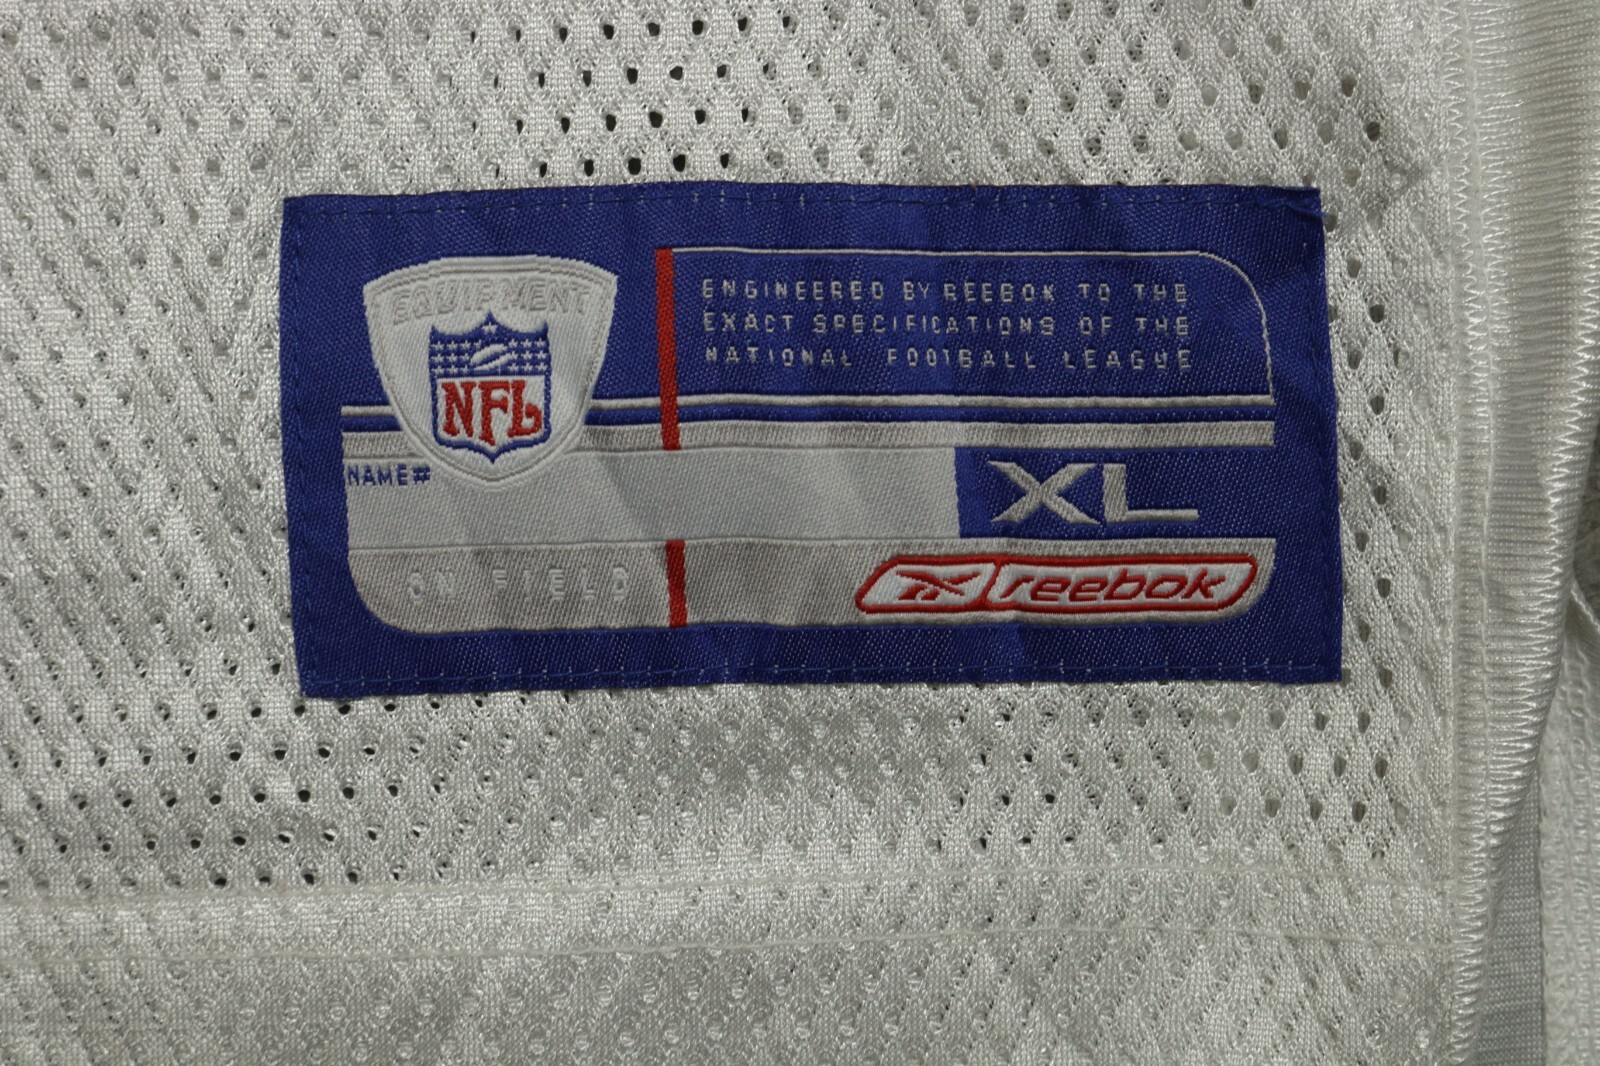 EQUIPMENT
NFL
ENGINEERED BY REEBOK TO THE
EXACT SPECIFICATIONS OF THE
NATIONAL FOOTBALL LEAGUE
NAME#
XL
ON FIELD
reebok